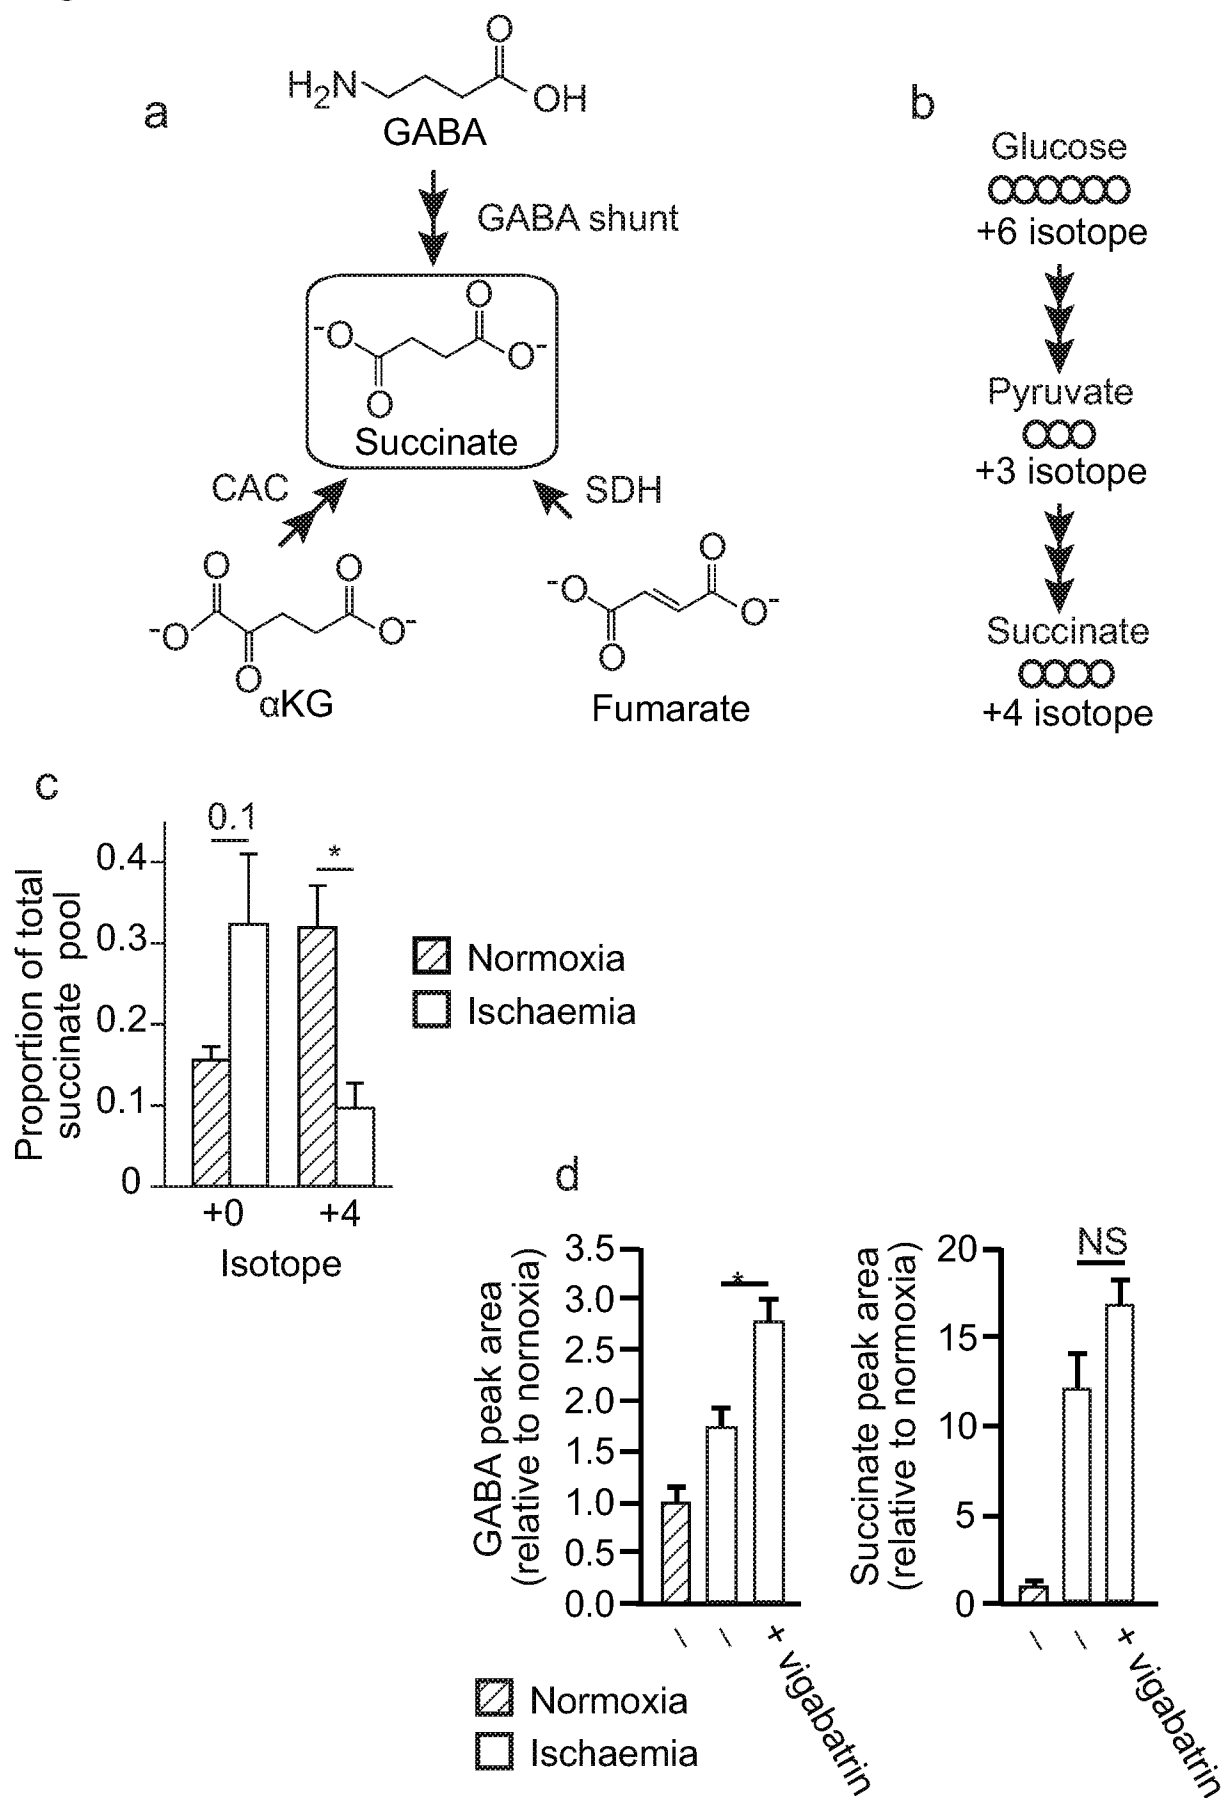 a
O
H₂N
OH
GABA
GABA shunt
O
⁻O
O⁻
O
Succinate
CAC
SDH
O
O
⁻O
O⁻
O
αKG
O
⁻O
O⁻
O
Fumarate
b
Glucose
+6 isotope
Pyruvate
+3 isotope
Succinate
+4 isotope
c
Proportion of total
succinate pool
0.4
0.3
0.2
0.1
0
0.1
*
+0
+4
Isotope
Normoxia
Ischaemia
d
GABA peak area
(relative to nornoxia)
3.5
3.0
2.5
2.0
1.5
1.0
0.5
0.0
*
–
–
+ vigabatrin
Succinate peak area
(relative to normoxia)
20
15
10
5
0
NS
–
–
+ vigabatrin
Normoxia
Ischaemia